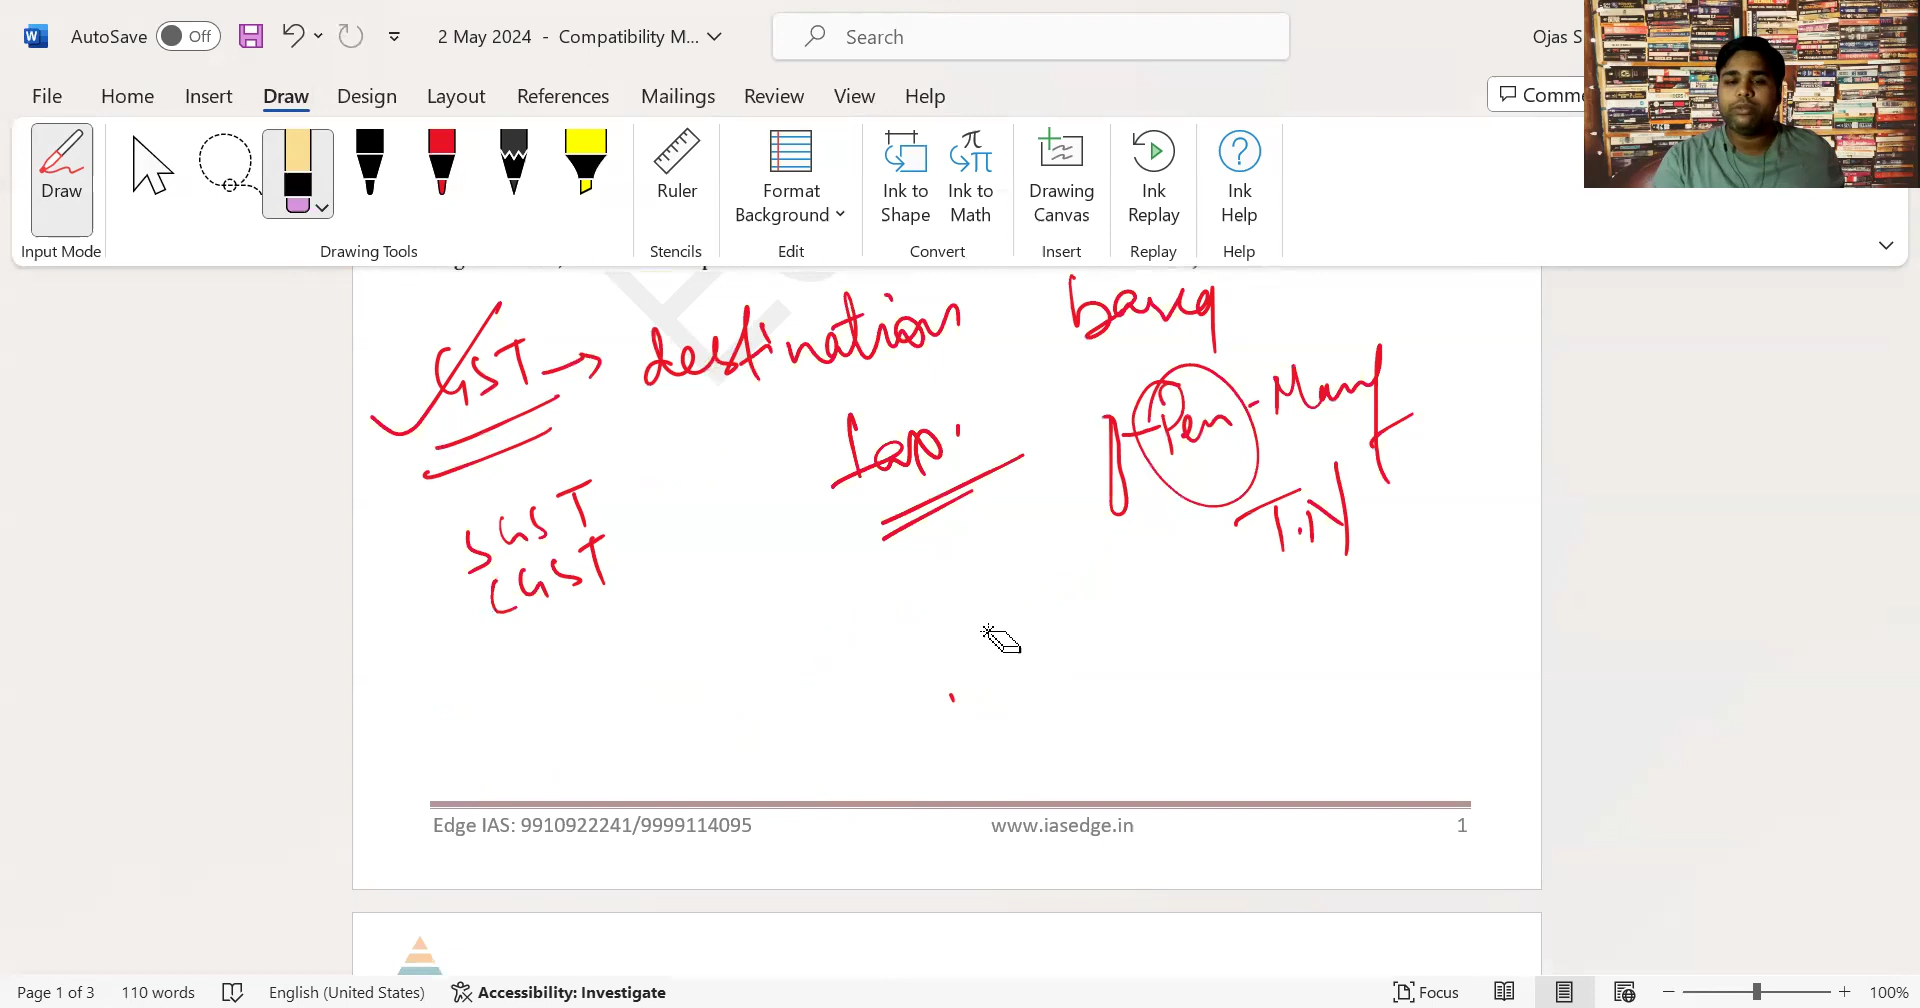 AutoSave Off 2 May 2024 - Compatibility M... Search Ojas S
File Home Insert Draw Design Layout References Mailings Review View Help Comme
Draw Ruler Format Background Ink to Shape Ink to Math Drawing Canvas Ink Replay Ink Help
Input Mode Drawing Tools Stencils Edit Convert Insert Replay Help
GST → destination based
Pen - Manf
T.N
SGST
CGST
Edge IAS: 9910922241/9999114095 www.iasedge.in 1
Page 1 of 3 110 words English (United States) Accessibility: Investigate Focus 100%